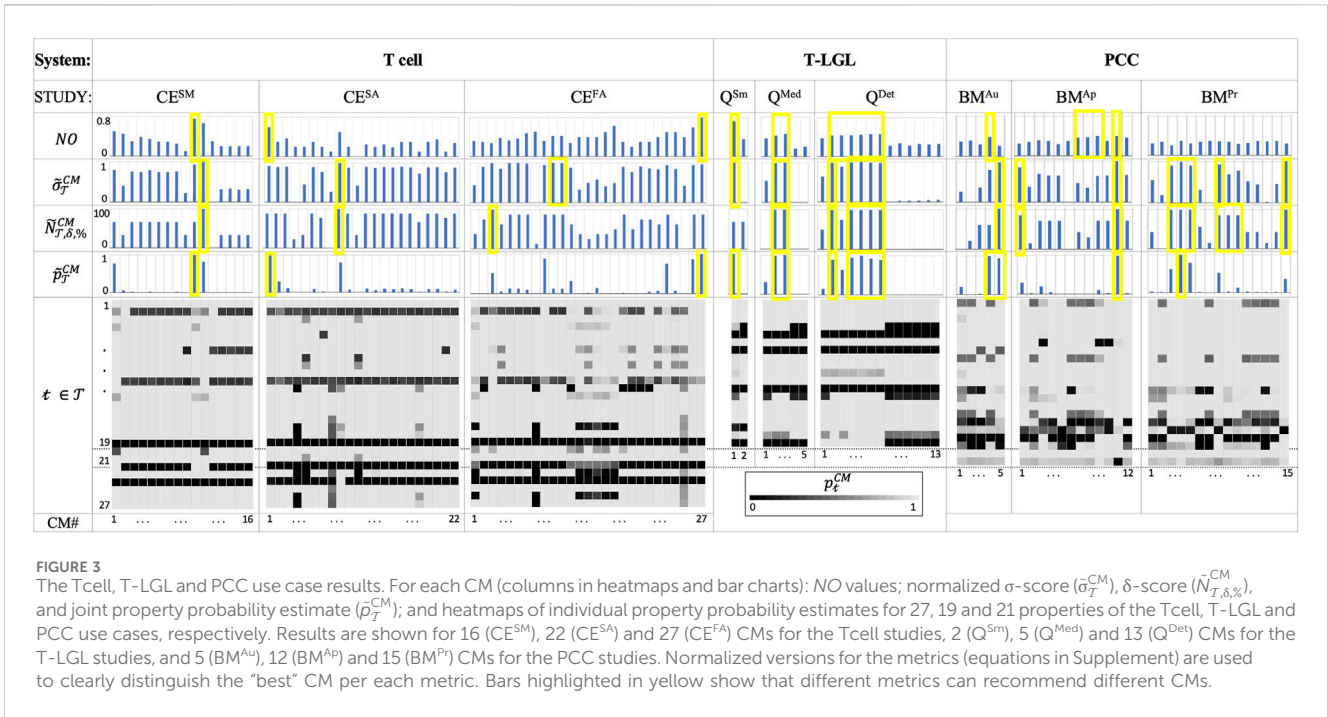 System: T cell T-LGL PCC
STUDY: CE^SM CE^SA CE^FA Q^Sm Q^Med Q^Det BM^Au BM^Ap BM^Pr
0.8
NO
0
1
σ̃_𝒯^CM
0
100
N̂_𝒯,δ,%^CM
0
1
p̃_𝒯^CM
0
1
.
.
t ∈ 𝒯
.
19
21
27
1 2 1 ... 5 1 ... 13 1 ... 5 1 ... 12 1 ... 15
p_t^CM
0 1
CM# 1 ... ... 16 1 ... ... 22 1 ... ... ... 27
FIGURE 3
The Tcell, T-LGL and PCC use case results. For each CM (columns in heatmaps and bar charts): NO values; normalized σ-score (σ̃_𝒯^CM), δ-score (Ñ_𝒯,δ,%^CM),
and joint property probability estimate (p̃_𝒯^CM); and heatmaps of individual property probability estimates for 27, 19 and 21 properties of the Tcell, T-LGL and
PCC use cases, respectively. Results are shown for 16 (CE^SM), 22 (CE^SA) and 27 (CE^FA) CMs for the Tcell studies, 2 (Q^Sm), 5 (Q^Med) and 13 (Q^Det) CMs for the
T-LGL studies, and 5 (BM^Au), 12 (BM^Ap) and 15 (BM^Pr) CMs for the PCC studies. Normalized versions for the metrics (equations in Supplement) are used
to clearly distinguish the “best” CM per each metric. Bars highlighted in yellow show that different metrics can recommend different CMs.